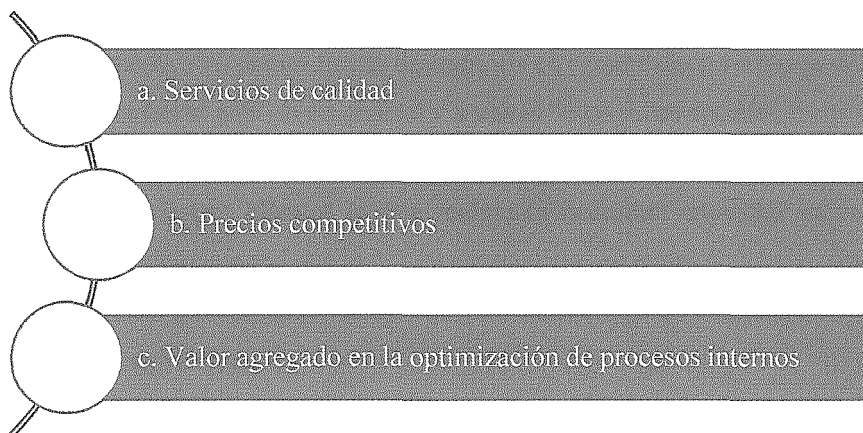 a. Servicios de calidad
b. Precios competitivos
c. Valor agregado en la optimización de procesos internos